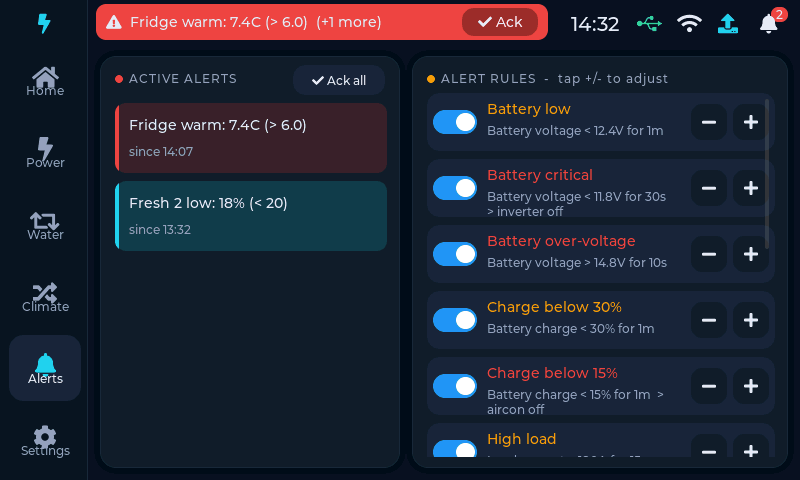 Fridge warm: 7.4C (> 6.0) (+1 more)
Ack
14:32
2
Home
Power
Water
Climate
Alerts
Settings
ACTIVE ALERTS
Ack all
Fridge warm: 7.4C (> 6.0)
since 14:07
Fresh 2 low: 18% (< 20)
since 13:32
ALERT RULES - tap +/- to adjust
Battery low
Battery voltage < 12.4V for 1m
Battery critical
Battery voltage < 11.8V for 30s
> inverter off
Battery over-voltage
Battery voltage > 14.8V for 10s
Charge below 30%
Battery charge < 30% for 1m
Charge below 15%
Battery charge < 15% for 1m >
aircon off
High load